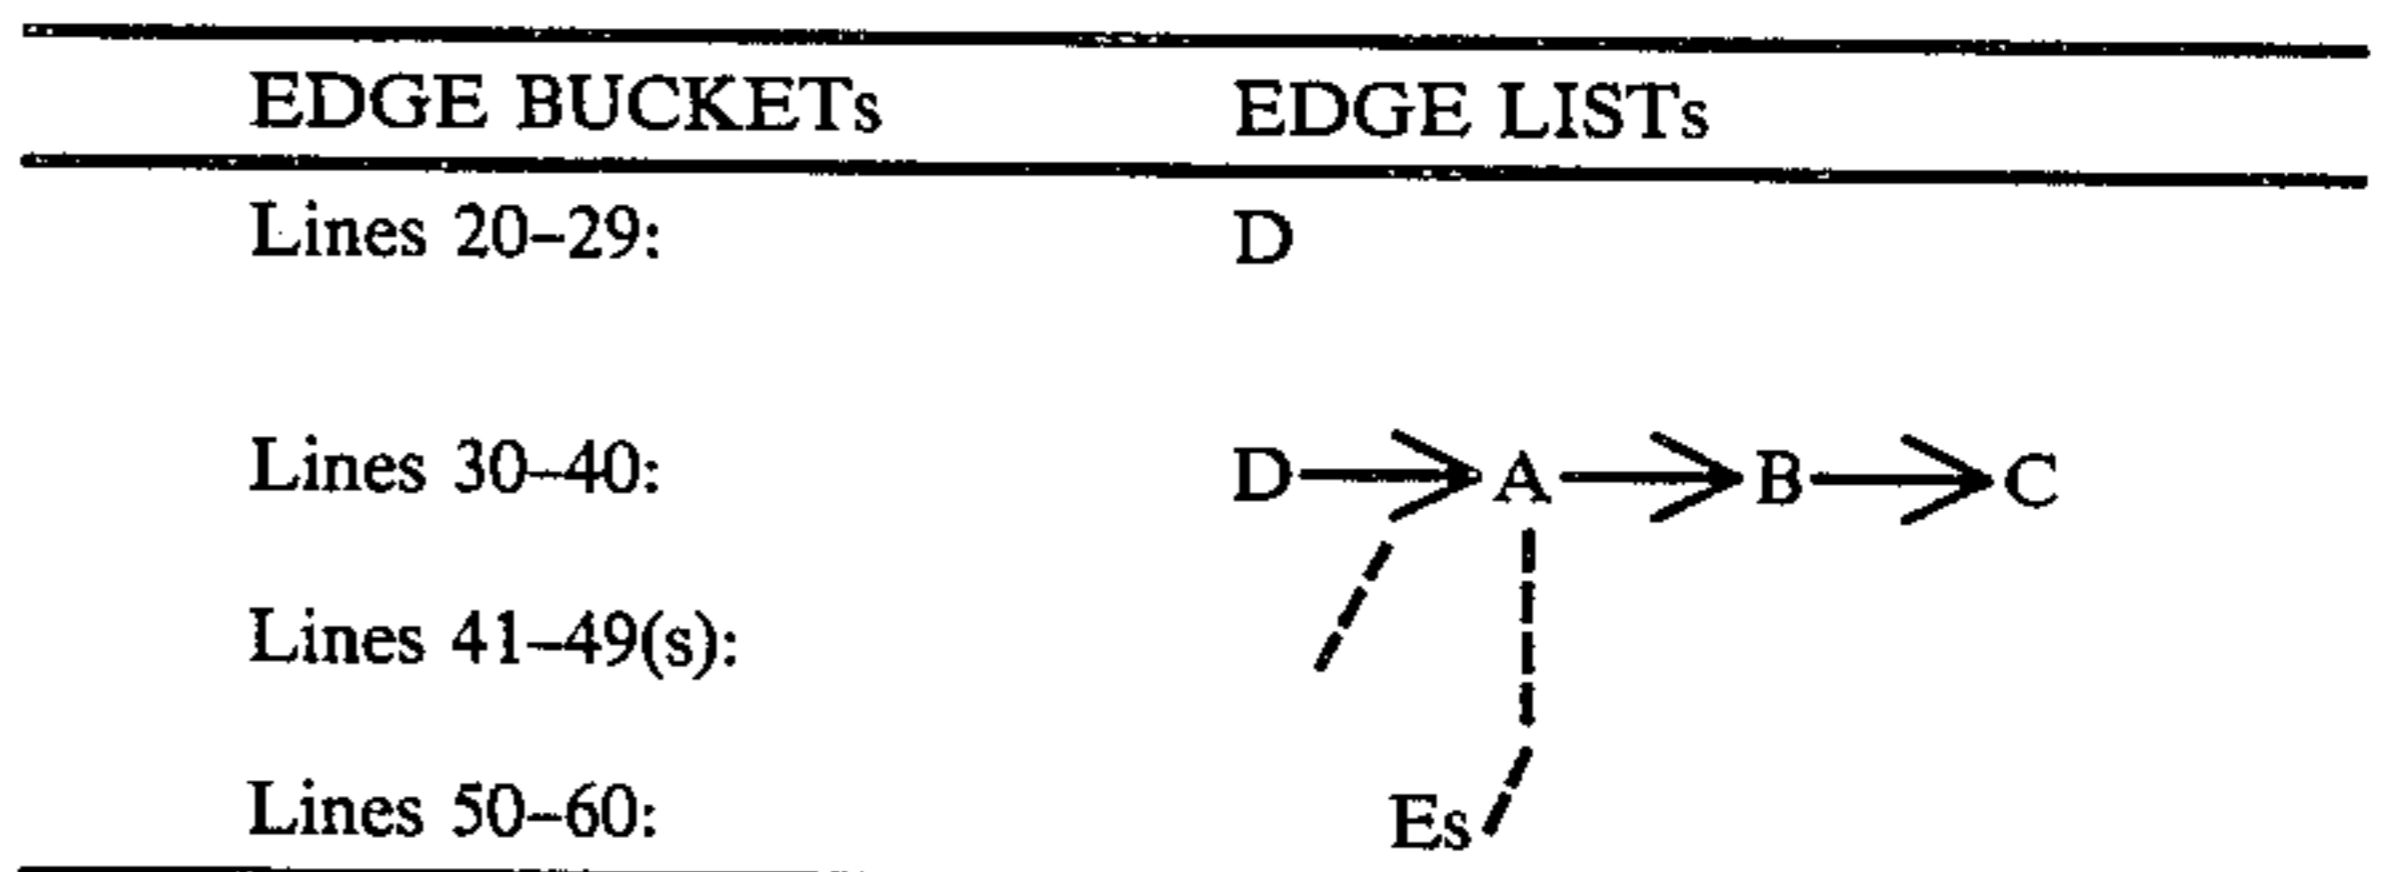 EDGE BUCKETs EDGE LISTs
Lines 20–29: D
Lines 30–40: D A B C
Lines 41–49(s):
Lines 50–60: Es